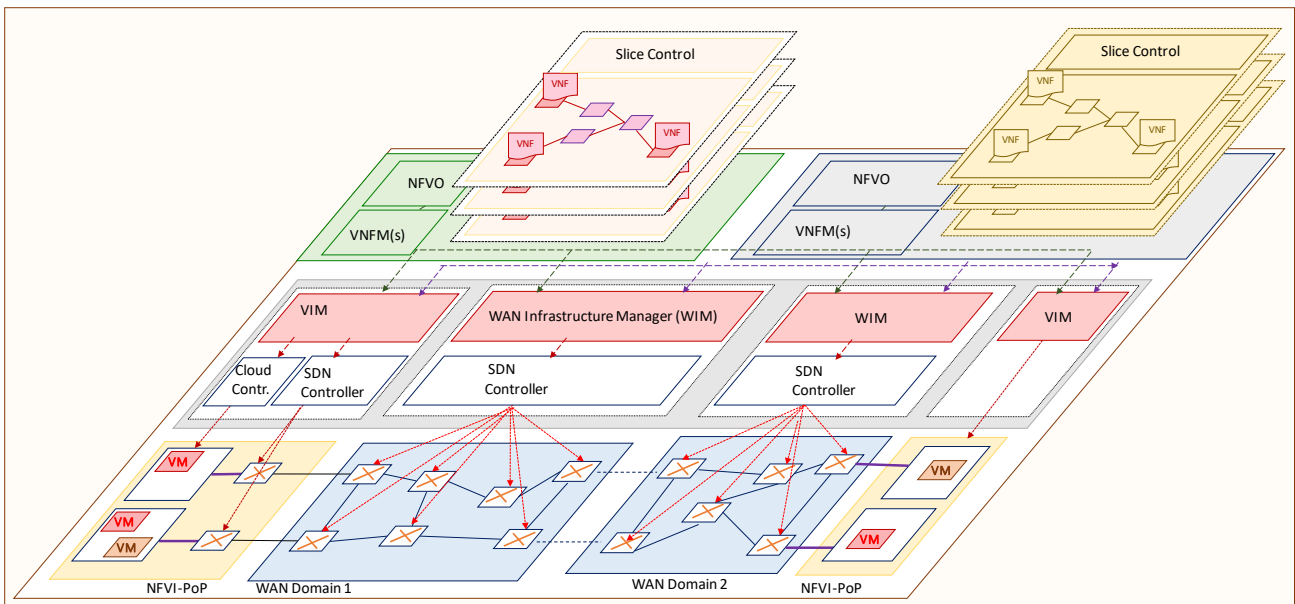 Slice Control
VNF
VNF
VNF
Slice Control
VNF
VNF
VNF
NFVO
VNFM(s)
NFVO
VNFM(s)
VIM
WAN Infrastructure Manager (WIM)
WIM
VIM
Cloud
Contr.
SDN
Controller
SDN
Controller
SDN
Controller
VM
VM
VM
VM
VM
NFVI-PoP
WAN Domain 1
WAN Domain 2
NFVI-PoP